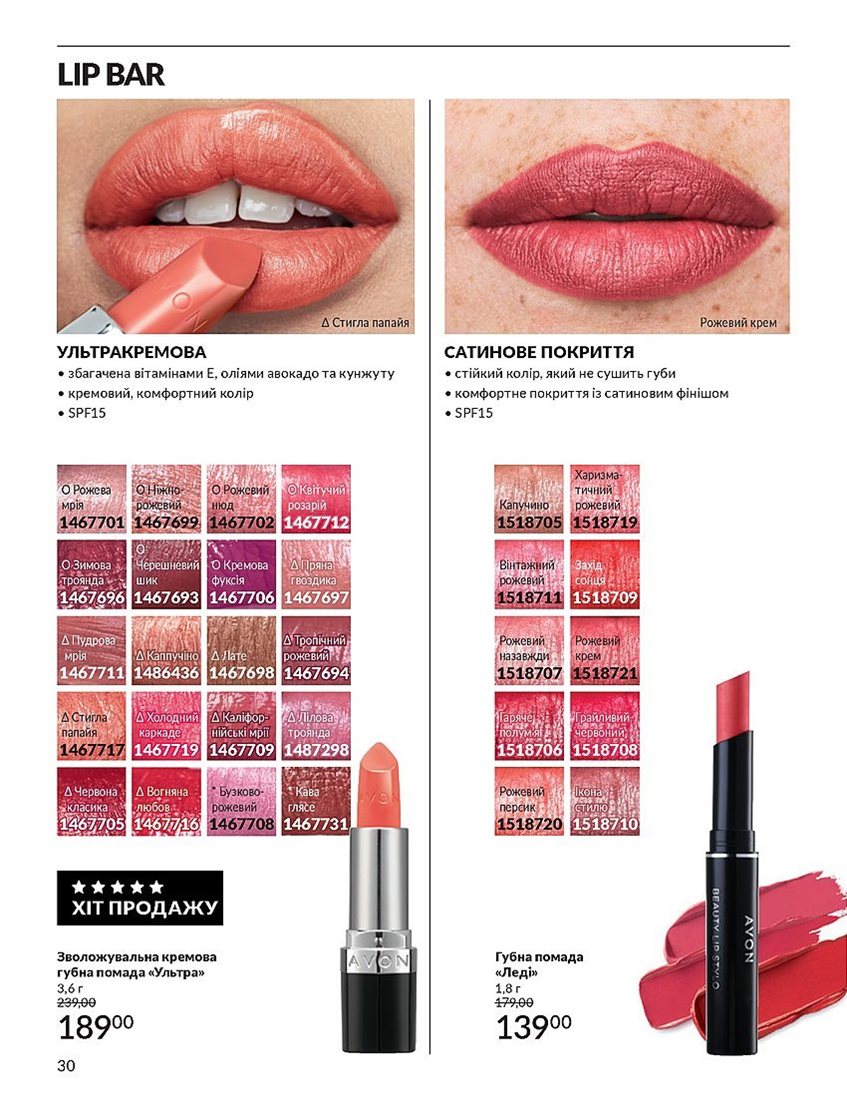 LIP BAR
Δ Стигла папайя
УЛЬТРАКРЕМОВА
• збагачена вітамінами Е, оліями авокадо та кунжуту
• кремовий, комфортний колір
• SPF15
О Рожева
мрія
1467701
О Ніжно-
рожевий
1467699
О Рожевий
нюд
1467702
О Квітучий
розарій
1467712
О Зимова
троянда
1467696
О
Черешневий
шик
1467693
О Кремова
фуксія
1467706
Δ Пряна
гвоздика
1467697
Δ Пудрова
мрія
1467711
Δ Каппучіно
1486436
Δ Лате
1467698
Δ Тропічний
рожевий
1467694
Δ Стигла
папайя
1467717
Δ Холодний
каркаде
1467719
Δ Каліфор-
нійські мрії
1467709
Δ Лілова
троянда
1487298
Δ Червона
класика
1467705
Δ Вогняна
любов
1467716
* Бузково-
рожевий
1467708
* Кава
глясе
1467731
AVON
AVON
ХІТ ПРОДАЖУ
Зволожувальна кремова
губна помада «Ультра»
3,6 г
239,00
18900
30
Рожевий крем
САТИНОВЕ ПОКРИТТЯ
• стійкий колір, який не сушить губи
• комфортне покриття із сатиновим фінішом
• SPF15
Капучино
1518705
Харизма-
тичний
рожевий
1518719
Вінтажний
рожевий
1518711
Захід
сонця
1518709
Рожевий
назавжди
1518707
Рожевий
крем
1518721
Гаряче
полум'я
1518706
Грайливий
червоний
1518708
Рожевий
персик
1518720
Ікона
стилю
1518710
AVON
BEAUTY LIP STYLO
Губна помада
«Леді»
1,8 г
179,00
13900